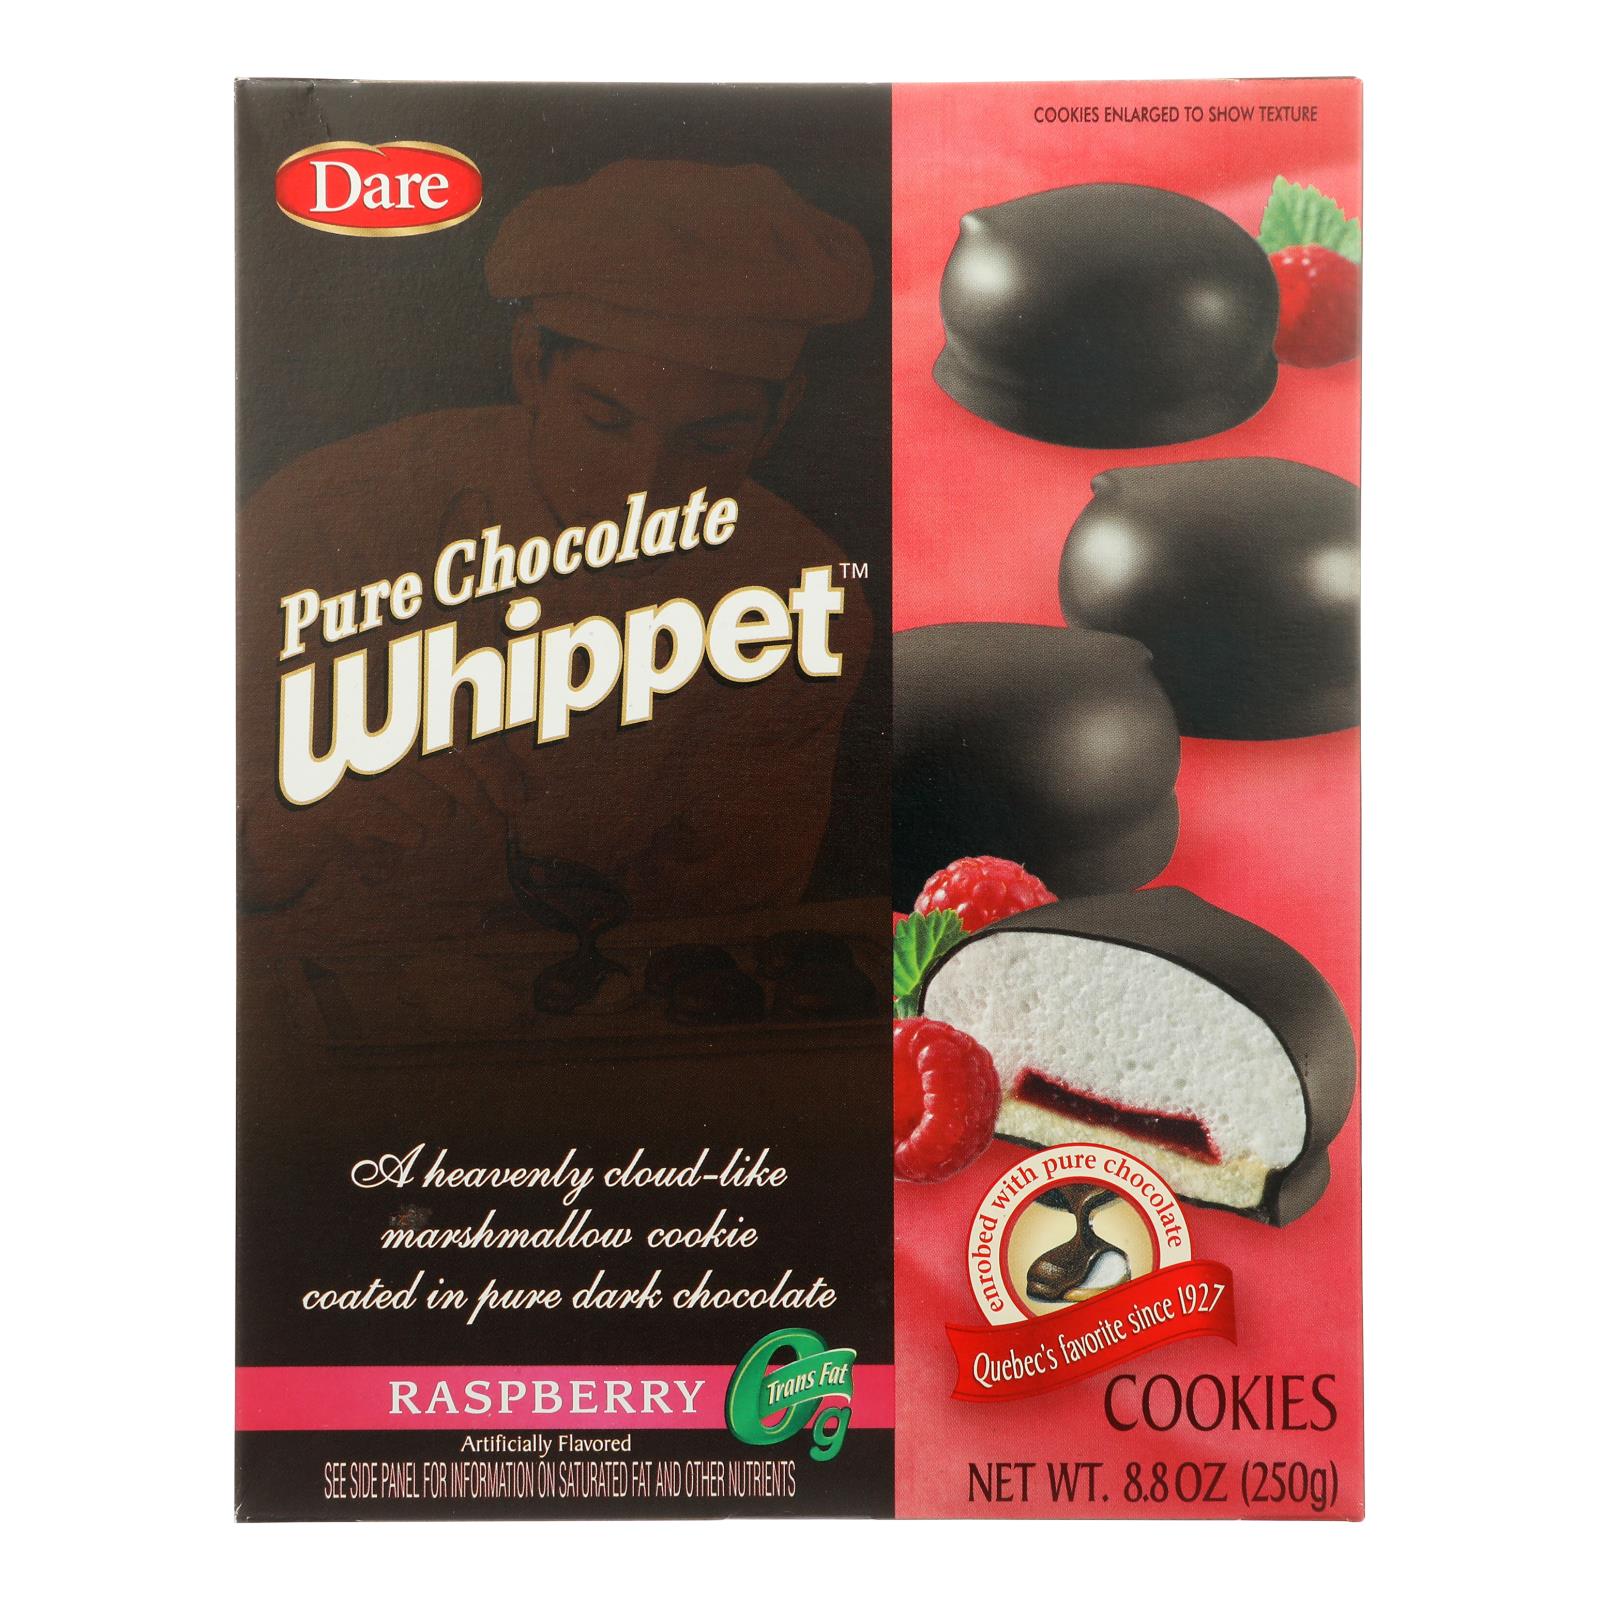 COOKIES ENLARGED TO SHOW TEXTURE
Dare
Pure Chocolate
Whippet™
A heavenly cloud-like
marshmallow cookie
coated in pure dark chocolate
enrobed with pure chocolate
Quebec's favorite since 1927
RASPBERRY
0g Trans Fat
Artificially Flavored
SEE SIDE PANEL FOR INFORMATION ON SATURATED FAT AND OTHER NUTRIENTS
COOKIES
NET WT. 8.8 OZ (250g)